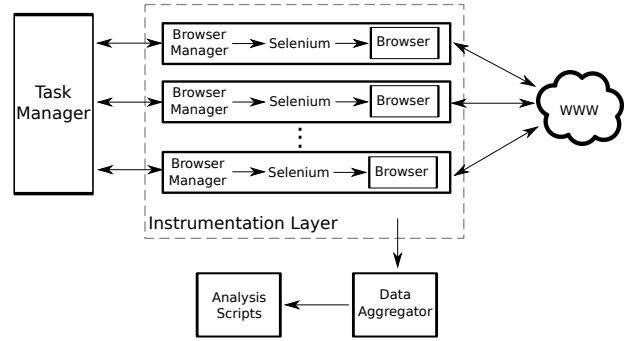 Task
Manager
Browser
Manager
Selenium
Browser
Browser
Manager
Selenium
Browser
Browser
Manager
Selenium
Browser
WWW
Instrumentation Layer
Analysis
Scripts
Data
Aggregator